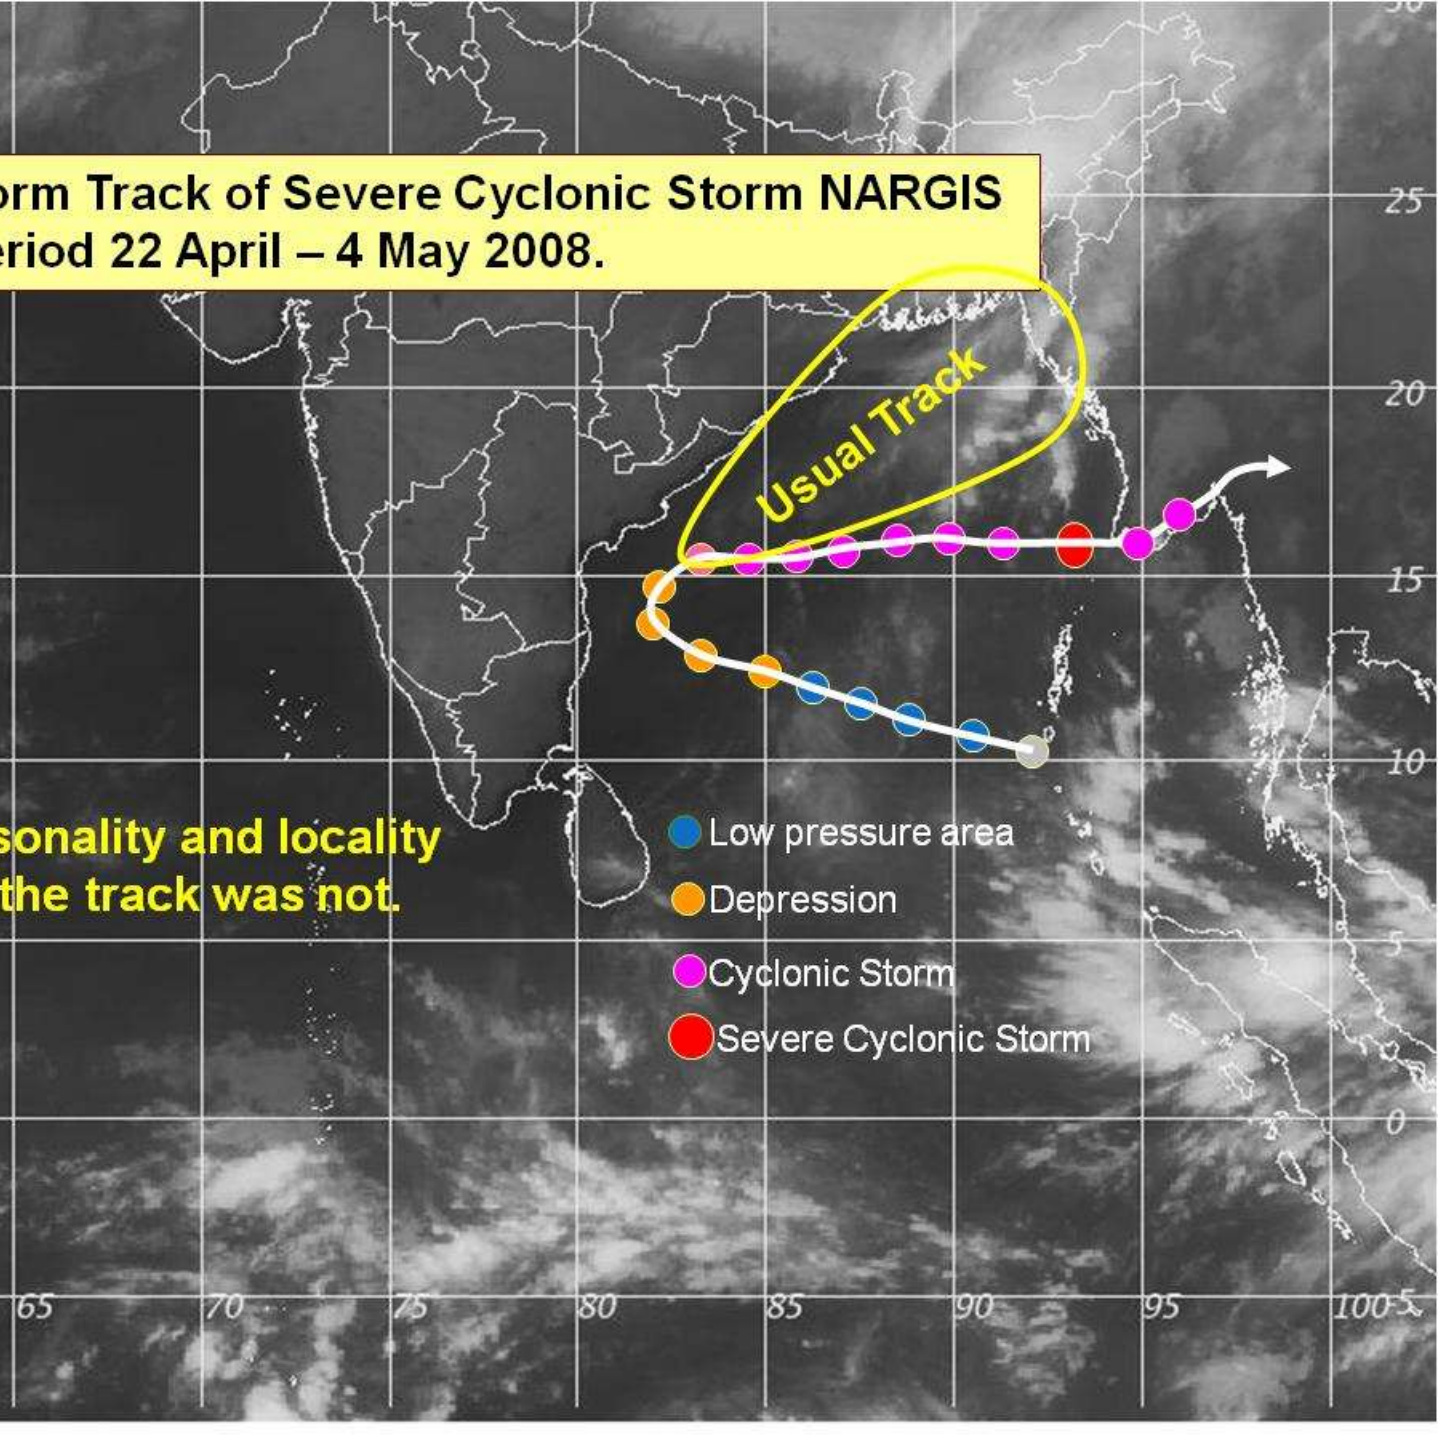 orm Track of Severe Cyclonic Storm NARGIS
eriod 22 April – 4 May 2008.
25
Usual Track
20
15
10
sonality and locality
the track was not.
Low pressure area
Depression
Cyclonic Storm
Severe Cyclonic Storm
5
0
65 70 75 80 85 90 95 100 -5